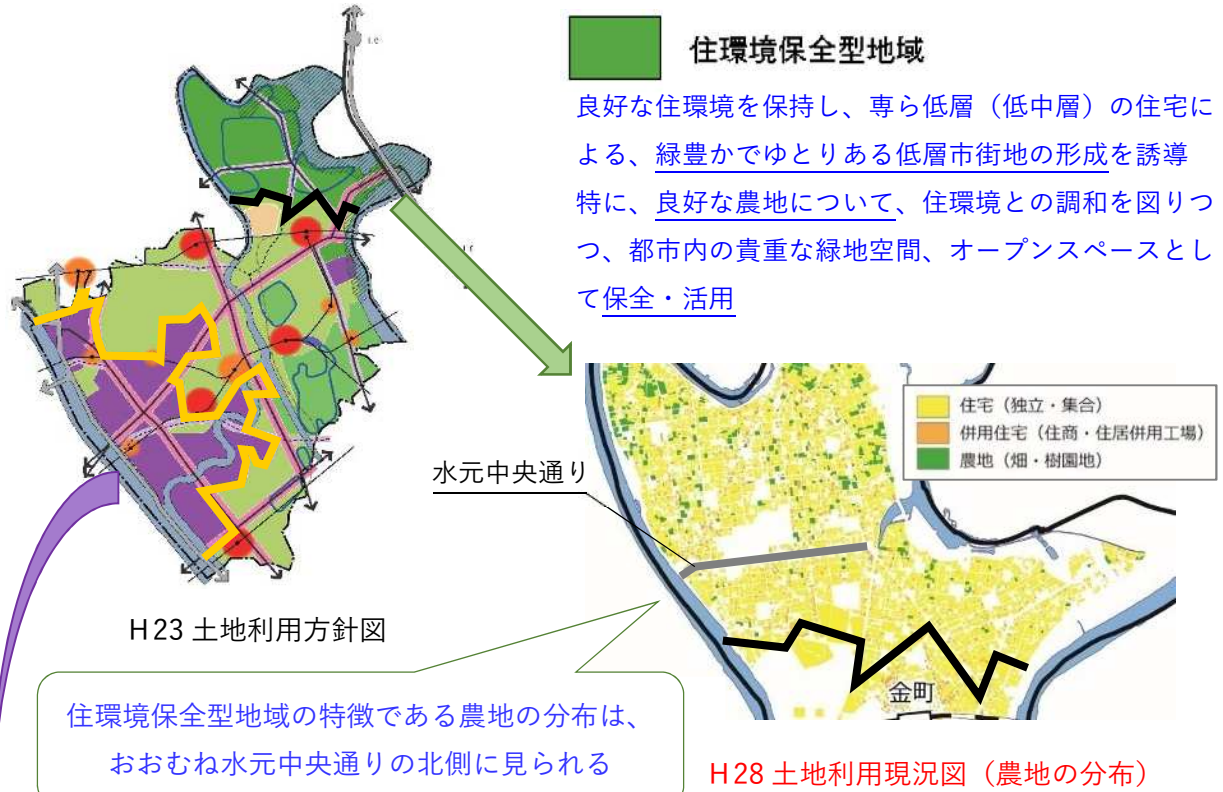 住環境保全型地域
良好な住環境を保持し、専ら低層（低中層）の住宅に
よる、緑豊かでゆとりある低層市街地の形成を誘導
特に、良好な農地について、住環境との調和を図りつ
つ、都市内の貴重な緑地空間、オープンスペースとし
て保全・活用
住宅（独立・集合）
併用住宅（住商・住居併用工場）
農地（畑・樹園地）
水元中央通り
金町
H23 土地利用方針図
住環境保全型地域の特徴である農地の分布は、
おおむね水元中央通りの北側に見られる
H28 土地利用現況図（農地の分布）